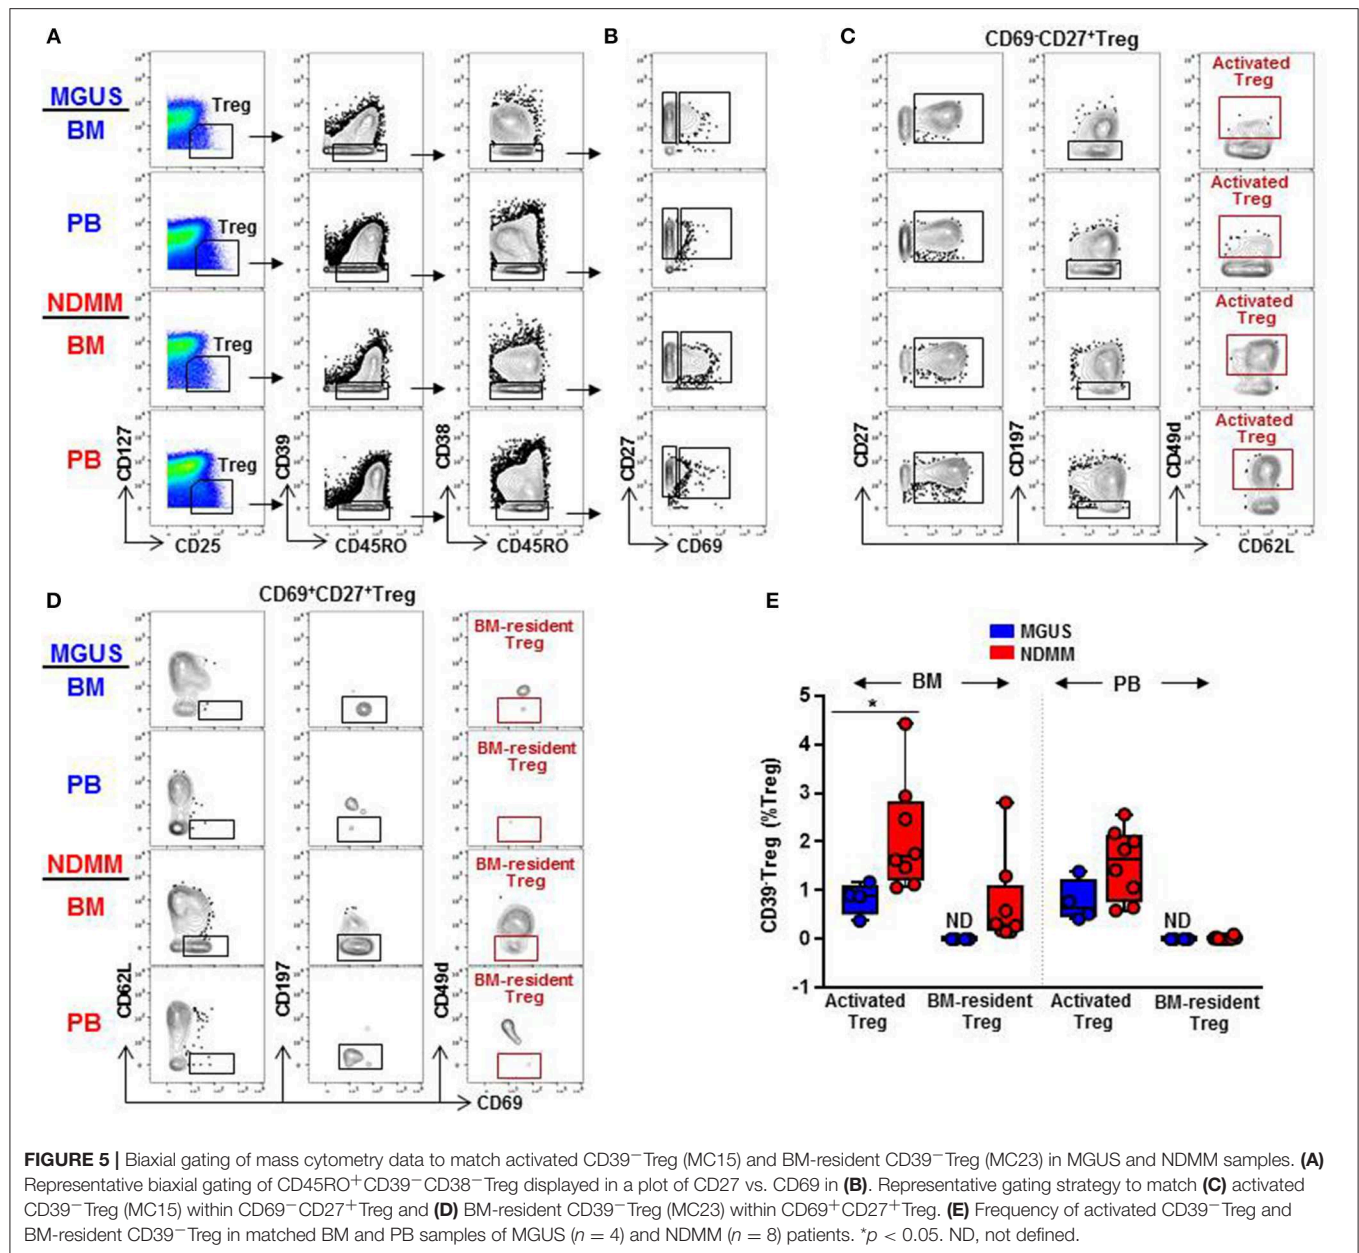 A
B
C
CD69-CD27+Treg
MGUS
BM
Treg
Activated
Treg
PB
Treg
Activated
Treg
NDMM
BM
Treg
Activated
Treg
PB
Treg
Activated
Treg
CD127
CD39
CD38
CD27
CD27
CD197
CD49d
CD25
CD45RO
CD45RO
CD69
CD62L
D
CD69+CD27+Treg
MGUS
BM
BM-resident
Treg
PB
BM-resident
Treg
NDMM
BM
BM-resident
Treg
PB
BM-resident
Treg
CD62L
CD197
CD49d
CD69
E
MGUS
NDMM
BM
PB
CD39-Treg (%Treg)
5
4
3
2
1
0
-1
*
ND
ND
Activated
Treg
BM-resident
Treg
Activated
Treg
BM-resident
Treg
FIGURE 5 | Biaxial gating of mass cytometry data to match activated CD39−Treg (MC15) and BM-resident CD39−Treg (MC23) in MGUS and NDMM samples. (A)
Representative biaxial gating of CD45RO+CD39−CD38−Treg displayed in a plot of CD27 vs. CD69 in (B). Representative gating strategy to match (C) activated
CD39−Treg (MC15) within CD69−CD27+Treg and (D) BM-resident CD39−Treg (MC23) within CD69+CD27+Treg. (E) Frequency of activated CD39−Treg and
BM-resident CD39−Treg in matched BM and PB samples of MGUS (n = 4) and NDMM (n = 8) patients. *p < 0.05. ND, not defined.